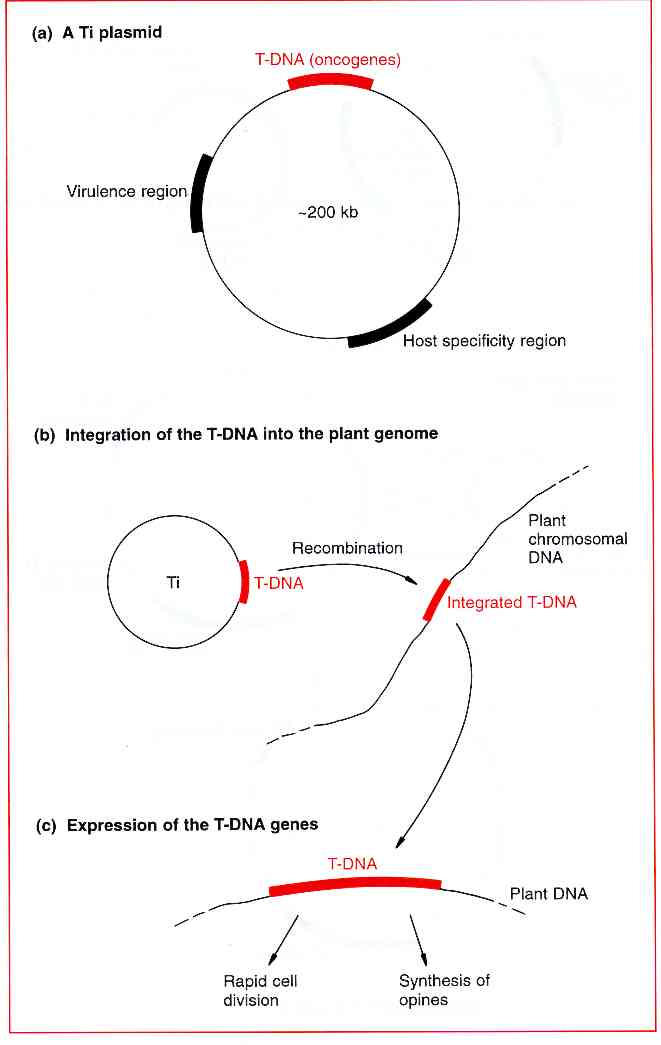 (a) A Ti plasmid
T-DNA (oncogenes)
Virulence region
~200 kb
Host specificity region
(b) Integration of the T-DNA into the plant genome
Plant
chromosomal
DNA
Recombination
Ti
T-DNA
Integrated T-DNA
(c) Expression of the T-DNA genes
T-DNA
Plant DNA
Rapid cell
division
Synthesis of
opines